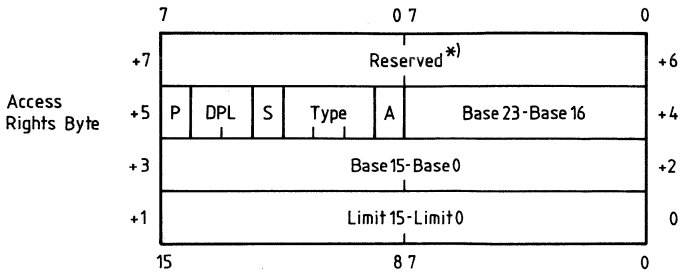 7 0 7 0
+7 Reserved*) +6
Access
Rights Byte +5 P DPL S Type A Base 23-Base 16 +4
+3 Base 15-Base 0 +2
+1 Limit 15-Limit 0 0
15 8 7 0